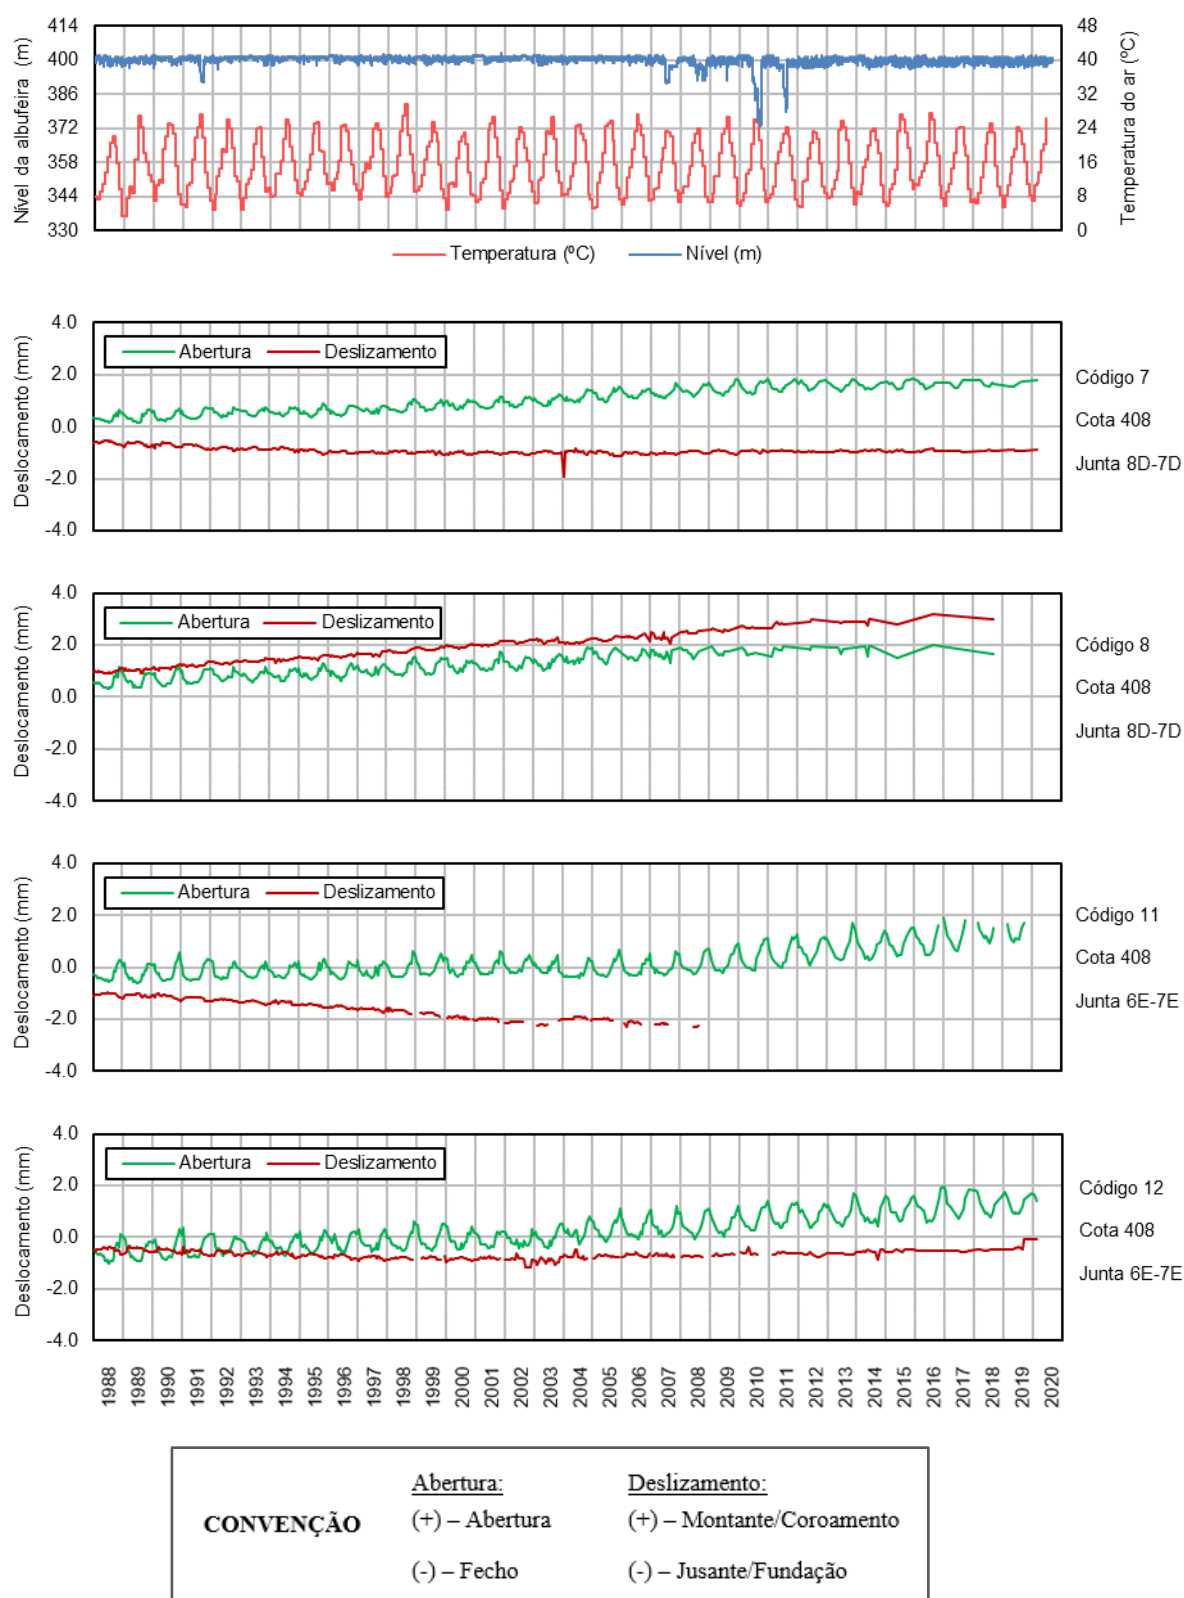 414 48
400 40
386 32
372 24
358 16
344 8
330 0
Nível da albufeira (m)
Temperatura do ar (ºC)
Temperatura (ºC) Nível (m)
4.0
2.0
0.0
-2.0
-4.0
Deslocamento (mm)
Abertura Deslizamento
Código 7
Cota 408
Junta 8D-7D
4.0
2.0
0.0
-2.0
-4.0
Deslocamento (mm)
Abertura Deslizamento
Código 8
Cota 408
Junta 8D-7D
4.0
2.0
0.0
-2.0
-4.0
Deslocamento (mm)
Abertura Deslizamento
Código 11
Cota 408
Junta 6E-7E
4.0
2.0
0.0
-2.0
-4.0
Deslocamento (mm)
Abertura Deslizamento
Código 12
Cota 408
Junta 6E-7E
1988 1989 1990 1991 1992 1993 1994 1995 1996 1997 1998 1999 2000 2001 2002 2003 2004 2005 2006 2007 2008 2009 2010 2011 2012 2013 2014 2015 2016 2017 2018 2019 2020
Abertura: Deslizamento:
CONVENÇÃO (+) – Abertura (+) – Montante/Coroamento
(-) – Fecho (-) – Jusante/Fundação